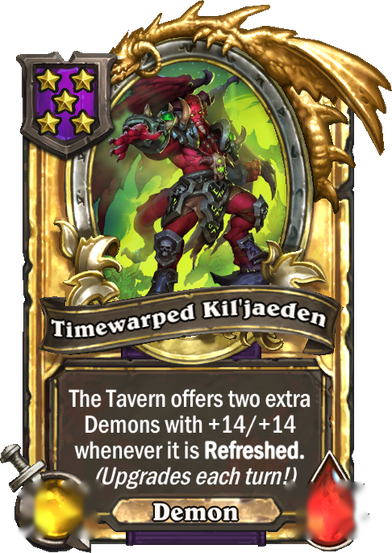 Timewarped Kil'jaeden
The Tavern offers two extra
Demons with +14/+14
whenever it is Refreshed.
(Upgrades each turn!)
Demon